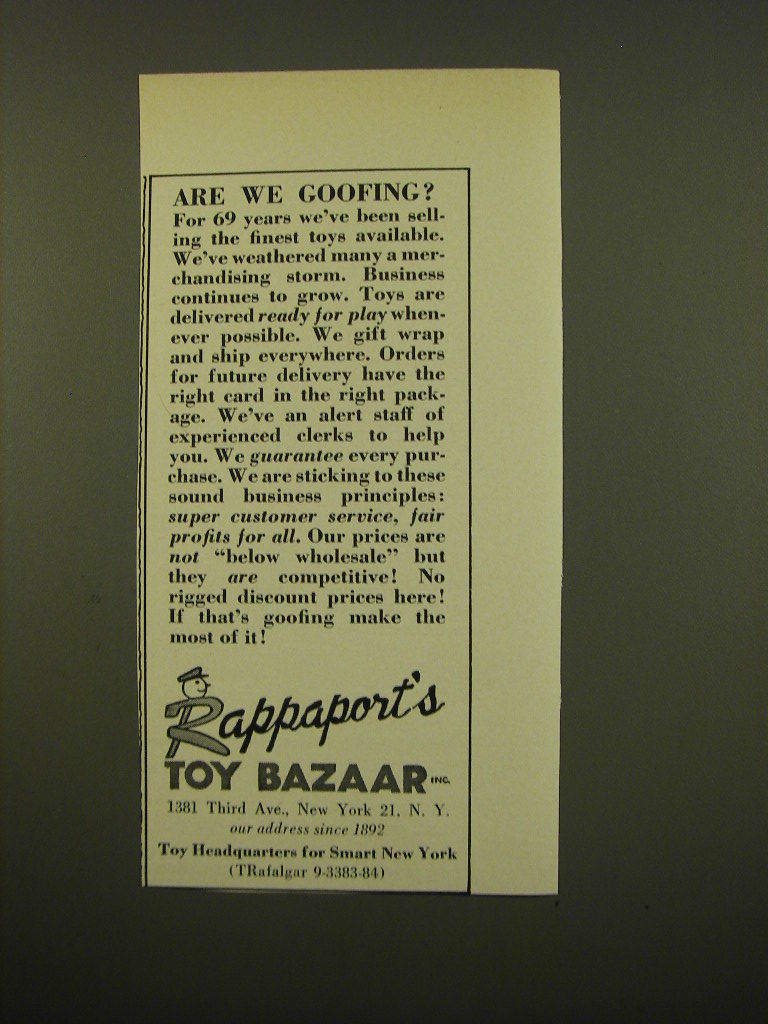 ARE WE GOOFING?
For 69 years we've been sell-
ing the finest toys available.
We've weathered many a mer-
chandising storm. Business
continues to grow. Toys are
delivered ready for play when-
ever possible. We gift wrap
and ship everywhere. Orders
for future delivery have the
right card in the right pack-
age. We've an alert staff of
experienced clerks to help
you. We guarantee every pur-
chase. We are sticking to these
sound business principles:
super customer service, fair
profits for all. Our prices are
not “below wholesale” but
they are competitive! No
rigged discount prices here!
If that's goofing make the
most of it!
Rappaport's
TOY BAZAAR INC.
1381 Third Ave., New York 21, N. Y.
our address since 1892
Toy Headquarters for Smart New York
(TRafalgar 9-3383-84)